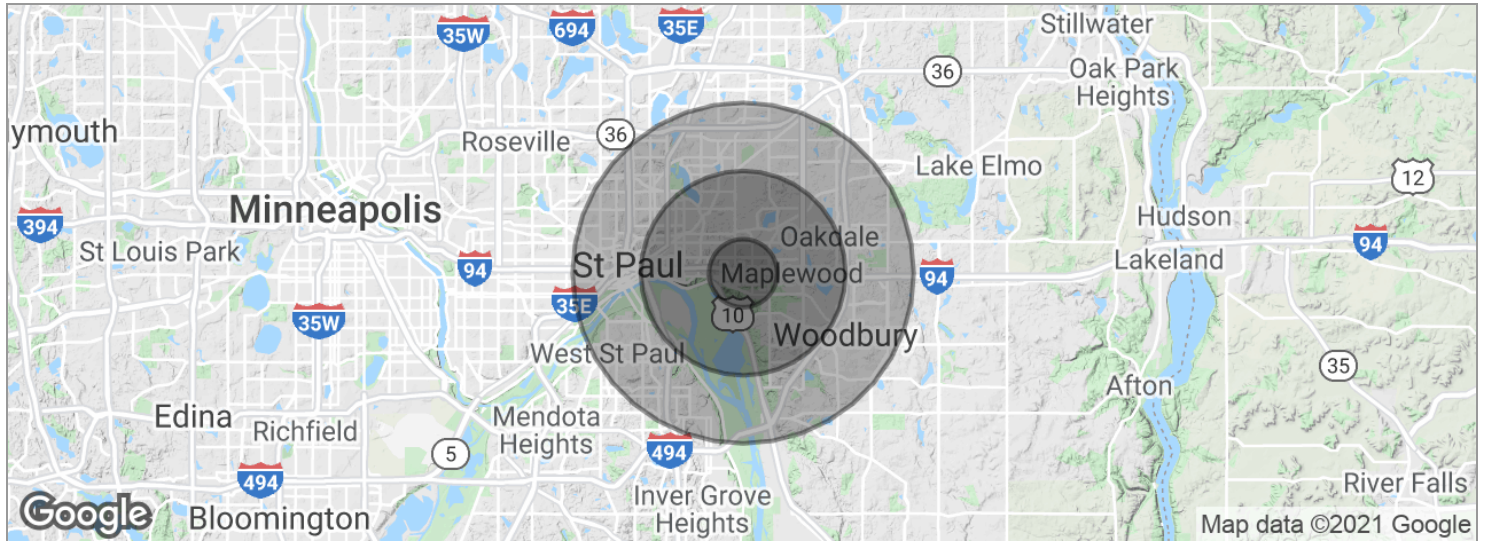 35W
694
35E
Stillwater
36
Oak Park
Heights
ymouth
Roseville
36
Lake Elmo
12
Minneapolis
Hudson
394
St Louis Park
Oakdale
94
94
St Paul
Maplewood
94
Lakeland
35E
10
35W
Woodbury
West St Paul
35
Afton
Edina
Richfield
Mendota
Heights
5
494
494
Inver Grove
Heights
River Falls
Google
Bloomington
Map data ©2021 Google